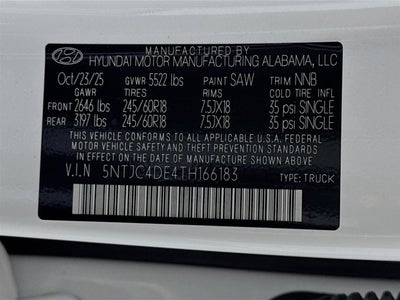 MANUFACTURED BY
HYUNDAI MOTOR MANUFACTURING ALABAMA, LLC
Oct/23/25 GVWR 5522 lbs PAINT SAW TRIM NNB
GAWR TIRES RIMS COLD TIRE INFL
FRONT 2646 lbs 245/60R18 7.5JX18 35 psi SINGLE
REAR 3197 lbs 245/60R18 7.5JX18 35 psi SINGLE
THIS VEHICLE CONFORMS TO ALL APPLICABLE U.S.A. FEDERAL
MOTOR VEHICLE SAFETY STANDARDS IN EFFECT ON THE DATE OF
MANUFACTURE SHOWN ABOVE.
V.I.N 5NTJC4DE4TH166183
TYPE: TRUCK